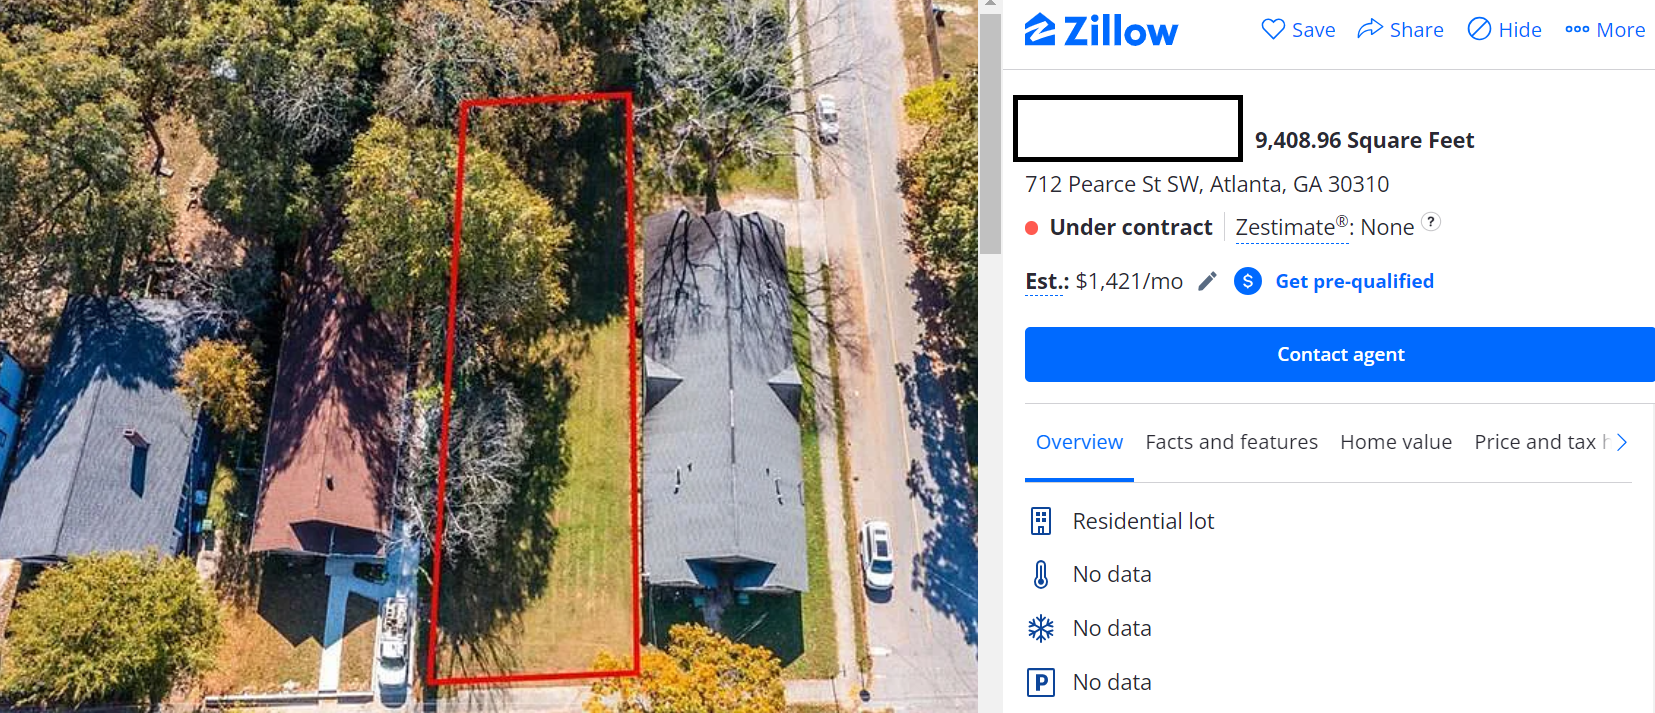 Zillow
Save Share Hide More
9,408.96 Square Feet
712 Pearce St SW, Atlanta, GA 30310
Under contract Zestimate®: None ?
Est.: $1,421/mo $ Get pre-qualified
Contact agent
Overview Facts and features Home value Price and tax
Residential lot
No data
No data
P No data